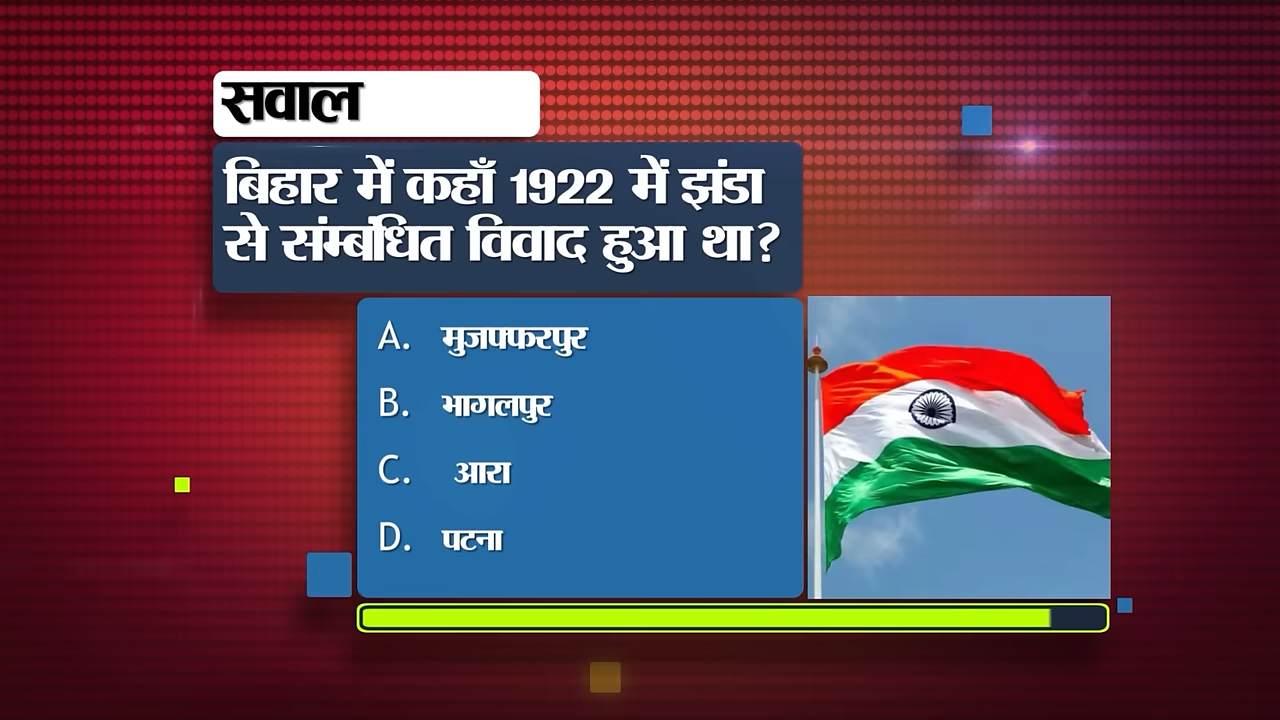 सवाल
बिहार में कहाँ 1922 में झंडा
से संम्बंधित विवाद हुआ था?
A. मुजफ्फरपुर
B. भागलपुर
C. आरा
D. पटना